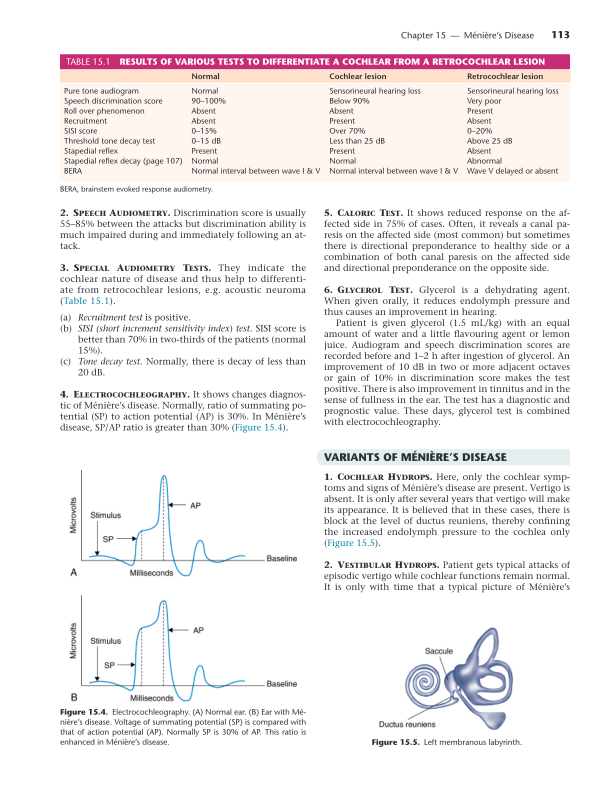 Chapter 15 — Ménière's Disease 113
TABLE 15.1 RESULTS OF VARIOUS TESTS TO DIFFERENTIATE A COCHLEAR FROM A RETROCOCHLEAR LESION
Normal Cochlear lesion Retrocochlear lesion
Pure tone audiogram Normal Sensorineural hearing loss Sensorineural hearing loss
Speech discrimination score 90–100% Below 90% Very poor
Roll over phenomenon Absent Absent Present
Recruitment Absent Present Absent
SISI score 0–15% Over 70% 0–20%
Threshold tone decay test 0–15 dB Less than 25 dB Above 25 dB
Stapedial reflex Present Present Absent
Stapedial reflex decay (page 107) Normal Normal Abnormal
BERA Normal interval between wave I & V Normal interval between wave I & V Wave V delayed or absent
BERA, brainstem evoked response audiometry.
2. SPEECH AUDIOMETRY. Discrimination score is usually
55–85% between the attacks but discrimination ability is
much impaired during and immediately following an at-
tack.
3. SPECIAL AUDIOMETRY TESTS. They indicate the
cochlear nature of disease and thus help to differenti-
ate from retrocochlear lesions, e.g. acoustic neuroma
(Table 15.1).
(a) Recruitment test is positive.
(b) SISI (short increment sensitivity index) test. SISI score is
better than 70% in two-thirds of the patients (normal
15%).
(c) Tone decay test. Normally, there is decay of less than
20 dB.
4. ELECTROCOCHLEOGRAPHY. It shows changes diagnos-
tic of Ménière's disease. Normally, ratio of summating po-
tential (SP) to action potential (AP) is 30%. In Ménière's
disease, SP/AP ratio is greater than 30% (Figure 15.4).
Microvolts
Stimulus
SP
AP
Baseline
A Milliseconds
Microvolts
Stimulus
SP
AP
Baseline
B Milliseconds
Figure 15.4. Electrocochleography. (A) Normal ear. (B) Ear with Mé-
nière's disease. Voltage of summating potential (SP) is compared with
that of action potential (AP). Normally SP is 30% of AP. This ratio is
enhanced in Ménière's disease.
5. CALORIC TEST. It shows reduced response on the af-
fected side in 75% of cases. Often, it reveals a canal pa-
resis on the affected side (most common) but sometimes
there is directional preponderance to healthy side or a
combination of both canal paresis on the affected side
and directional preponderance on the opposite side.
6. GLYCEROL TEST. Glycerol is a dehydrating agent.
When given orally, it reduces endolymph pressure and
thus causes an improvement in hearing.
Patient is given glycerol (1.5 mL/kg) with an equal
amount of water and a little flavouring agent or lemon
juice. Audiogram and speech discrimination scores are
recorded before and 1–2 h after ingestion of glycerol. An
improvement of 10 dB in two or more adjacent octaves
or gain of 10% in discrimination score makes the test
positive. There is also improvement in tinnitus and in the
sense of fullness in the ear. The test has a diagnostic and
prognostic value. These days, glycerol test is combined
with electrocochleography.
VARIANTS OF MÉNIÈRE'S DISEASE
1. COCHLEAR HYDROPS. Here, only the cochlear symp-
toms and signs of Ménière's disease are present. Vertigo is
absent. It is only after several years that vertigo will make
its appearance. It is believed that in these cases, there is
block at the level of ductus reuniens, thereby confining
the increased endolymph pressure to the cochlea only
(Figure 15.5).
2. VESTIBULAR HYDROPS. Patient gets typical attacks of
episodic vertigo while cochlear functions remain normal.
It is only with time that a typical picture of Ménière's
Saccule
Ductus reuniens
Figure 15.5. Left membranous labyrinth.